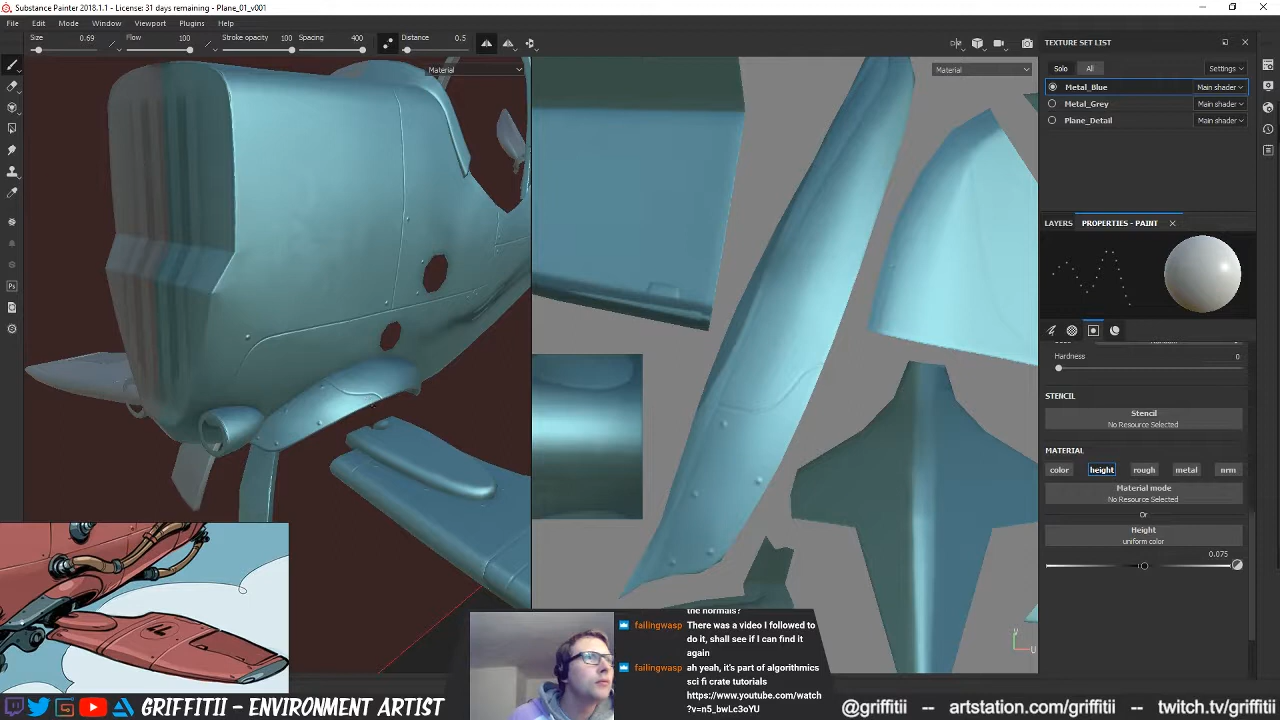 Substance Painter 2018.1.1 - License: 31 days remaining - Plane_01_v001
File Edit Mode Window Viewport Plugins Help
Size 0.69 Flow 100 Stroke opacity 100 Spacing 400 Distance 0.5
Material
Material
TEXTURE SET LIST
Solo All Settings
Metal_Blue Main shader
Metal_Grey Main shader
Plane_Detail Main shader
LAYERS PROPERTIES - PAINT
Hardness 0
STENCIL
Stencil
No Resource Selected
MATERIAL
color height rough metal nrm
Material mode
No Resource Selected
Or
Height
uniform color
0.075
the normals?
failingwasp There was a video I followed to
do it, shall see if I can find it
again
failingwasp ah yeah, it's part of algorithmics
sci fi crate tutorials
https://www.youtube.com/watch
?v=n5_bwLc3oYU
GRIFFITII - ENVIRONMENT ARTIST
@griffitii -- artstation.com/griffitii -- twitch.tv/griffitii